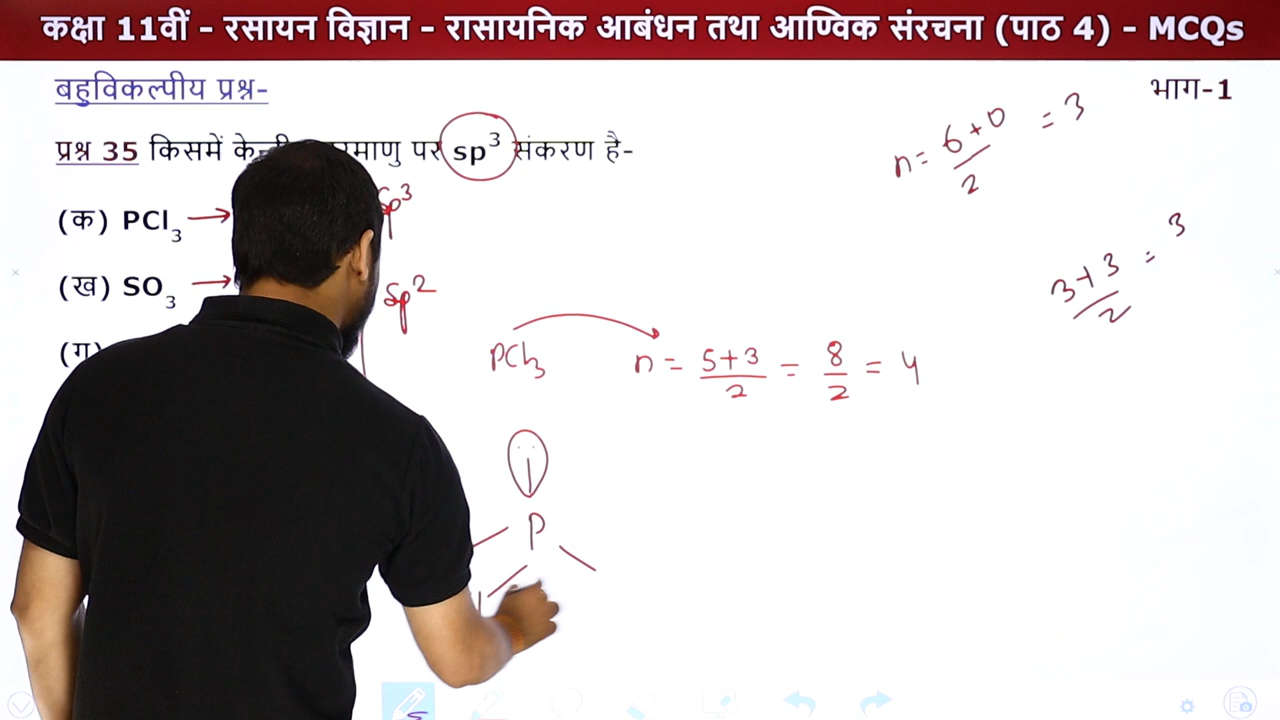 कक्षा 11वीं - रसायन विज्ञान - रासायनिक आबंधन तथा आण्विक संरचना (पाठ 4) - MCQs
बहुविकल्पीय प्रश्न-
भाग-1
प्रश्न 35 किसमें पर sp³ संकरण है-
n = 6+0/2 = 3
(क) PCl₃ → sp³
(ख) SO₃ → sp²
3+3/2 = 3
(ग)
PCl₃ n = 5+3/2 = 8/2 = 4
P